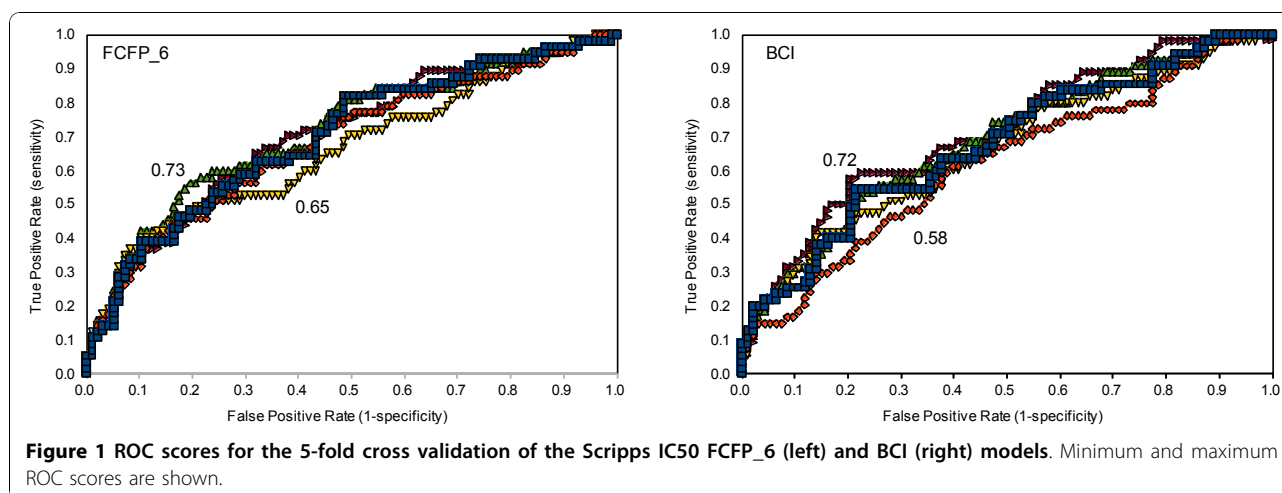 FCFP_6
True Positive Rate (sensitivity)
1.0
0.9
0.8
0.7
0.6
0.5
0.4
0.3
0.2
0.1
0.0
0.73
0.65
0.0 0.1 0.2 0.3 0.4 0.5 0.6 0.7 0.8 0.9 1.0
False Positive Rate (1-specificity)
BCI
True Positive Rate (sensitivity)
1.0
0.9
0.8
0.7
0.6
0.5
0.4
0.3
0.2
0.1
0.0
0.72
0.58
0.0 0.1 0.2 0.3 0.4 0.5 0.6 0.7 0.8 0.9 1.0
False Positive Rate (1-specificity)
Figure 1 ROC scores for the 5-fold cross validation of the Scripps IC50 FCFP_6 (left) and BCI (right) models. Minimum and maximum
ROC scores are shown.